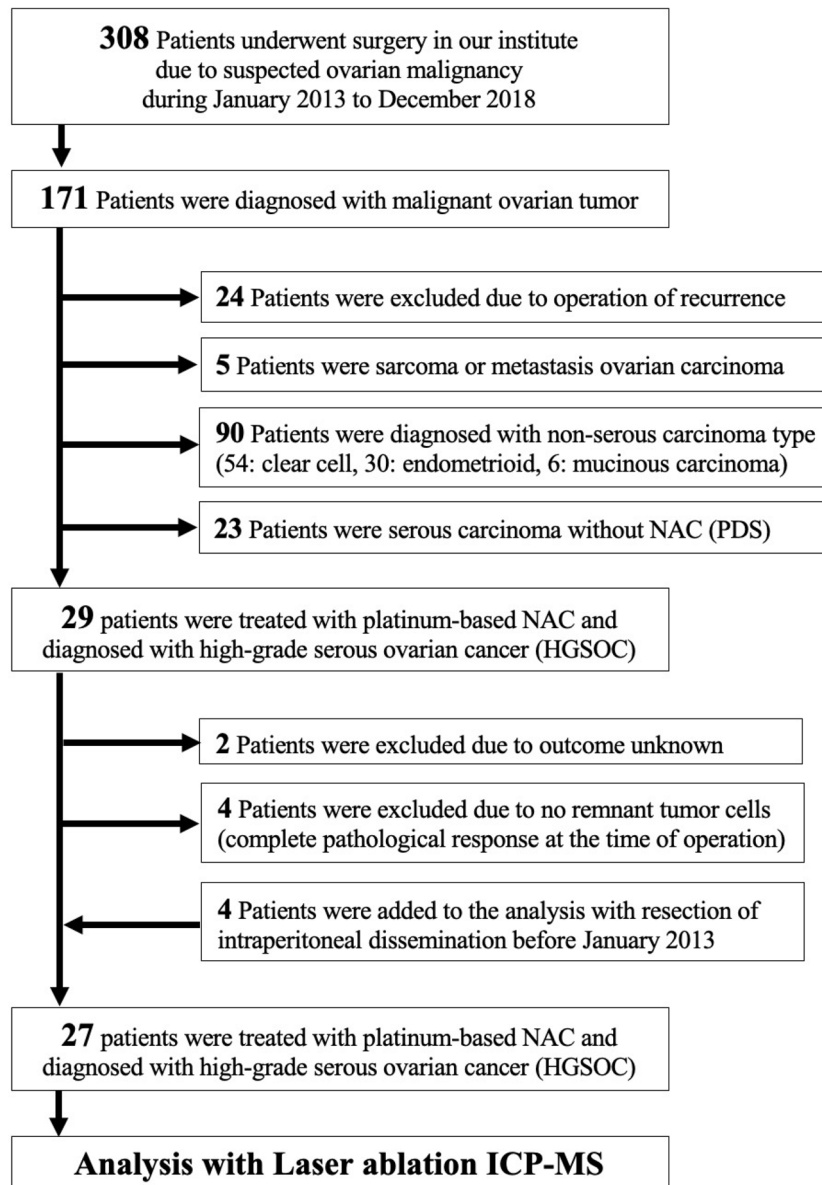 308 Patients underwent surgery in our institute
due to suspected ovarian malignancy
during January 2013 to December 2018
171 Patients were diagnosed with malignant ovarian tumor
24 Patients were excluded due to operation of recurrence
5 Patients were sarcoma or metastasis ovarian carcinoma
90 Patients were diagnosed with non-serous carcinoma type
(54: clear cell, 30: endometrioid, 6: mucinous carcinoma)
23 Patients were serous carcinoma without NAC (PDS)
29 patients were treated with platinum-based NAC and
diagnosed with high-grade serous ovarian cancer (HGSOC)
2 Patients were excluded due to outcome unknown
4 Patients were excluded due to no remnant tumor cells
(complete pathological response at the time of operation)
4 Patients were added to the analysis with resection of
intraperitoneal dissemination before January 2013
27 patients were treated with platinum-based NAC and
diagnosed with high-grade serous ovarian cancer (HGSOC)
Analysis with Laser ablation ICP-MS